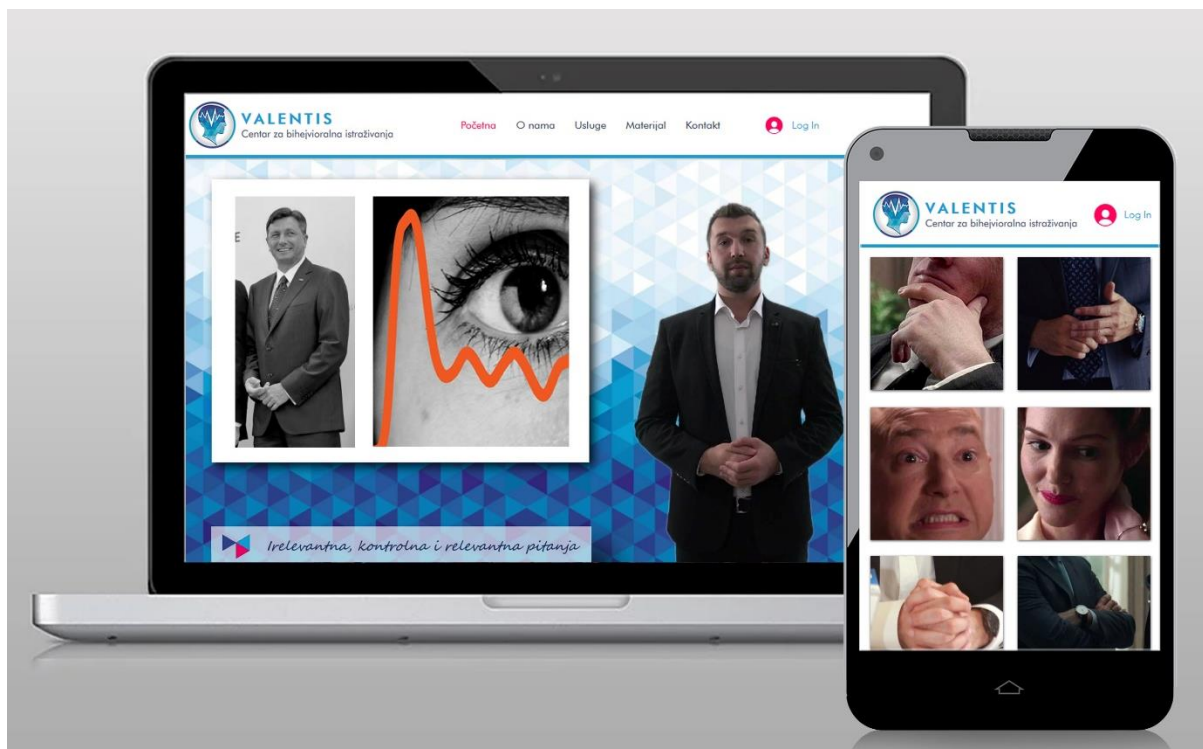 VALENTIS
Centar za bihejvioralna istraživanja
Početna O nama Usluge Materijal Kontakt Log In
E
Irelevantna, kontrolna i relevantna pitanja
VALENTIS
Centar za bihejvioralna istraživanja
Log In